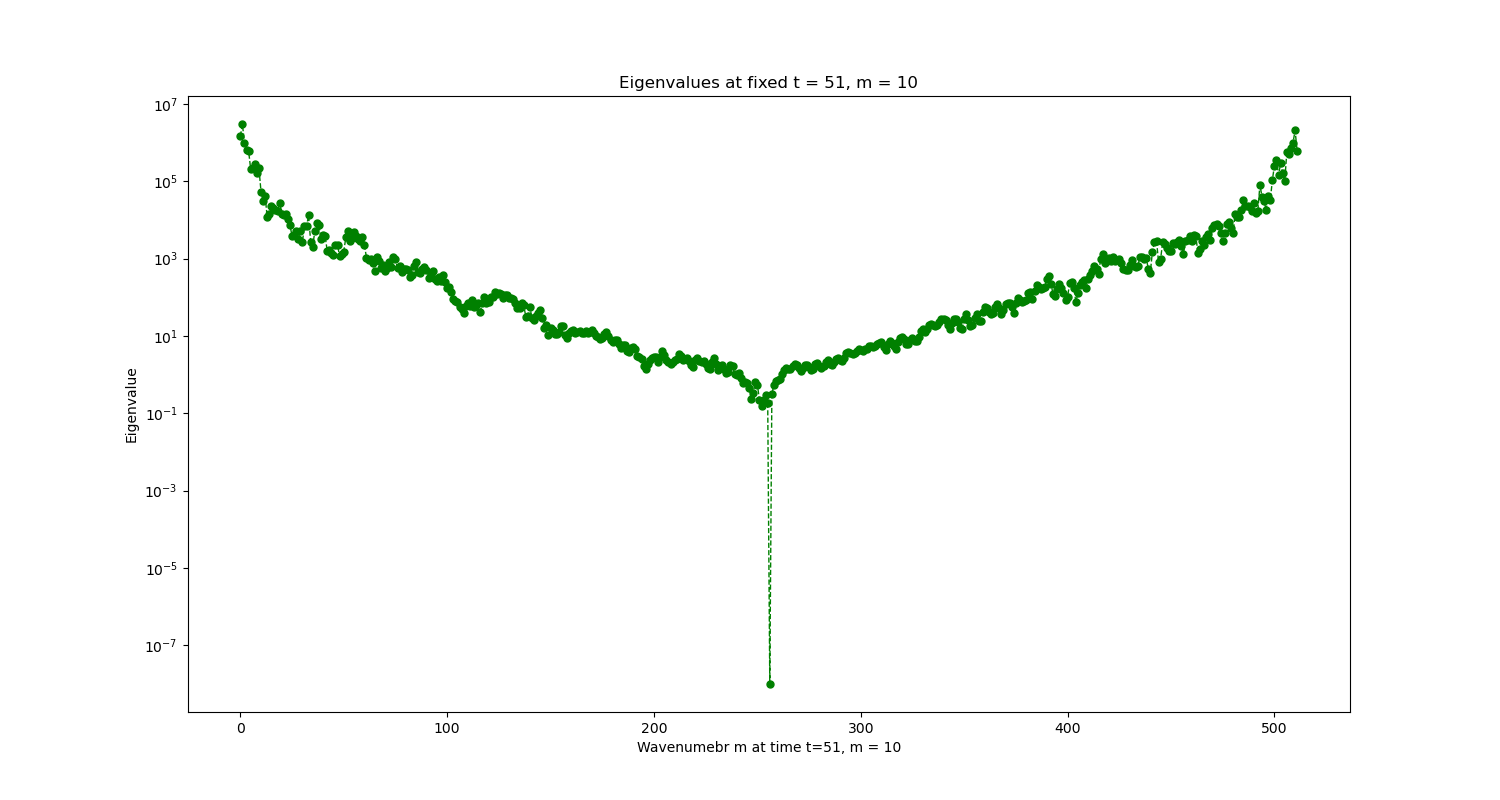 Eigenvalues at fixed t = 51, m = 10
Eigenvalue
10^7
10^5
10^3
10^1
10^-1
10^-3
10^-5
10^-7
0 100 200 300 400 500
Wavenumebr m at time t=51, m = 10